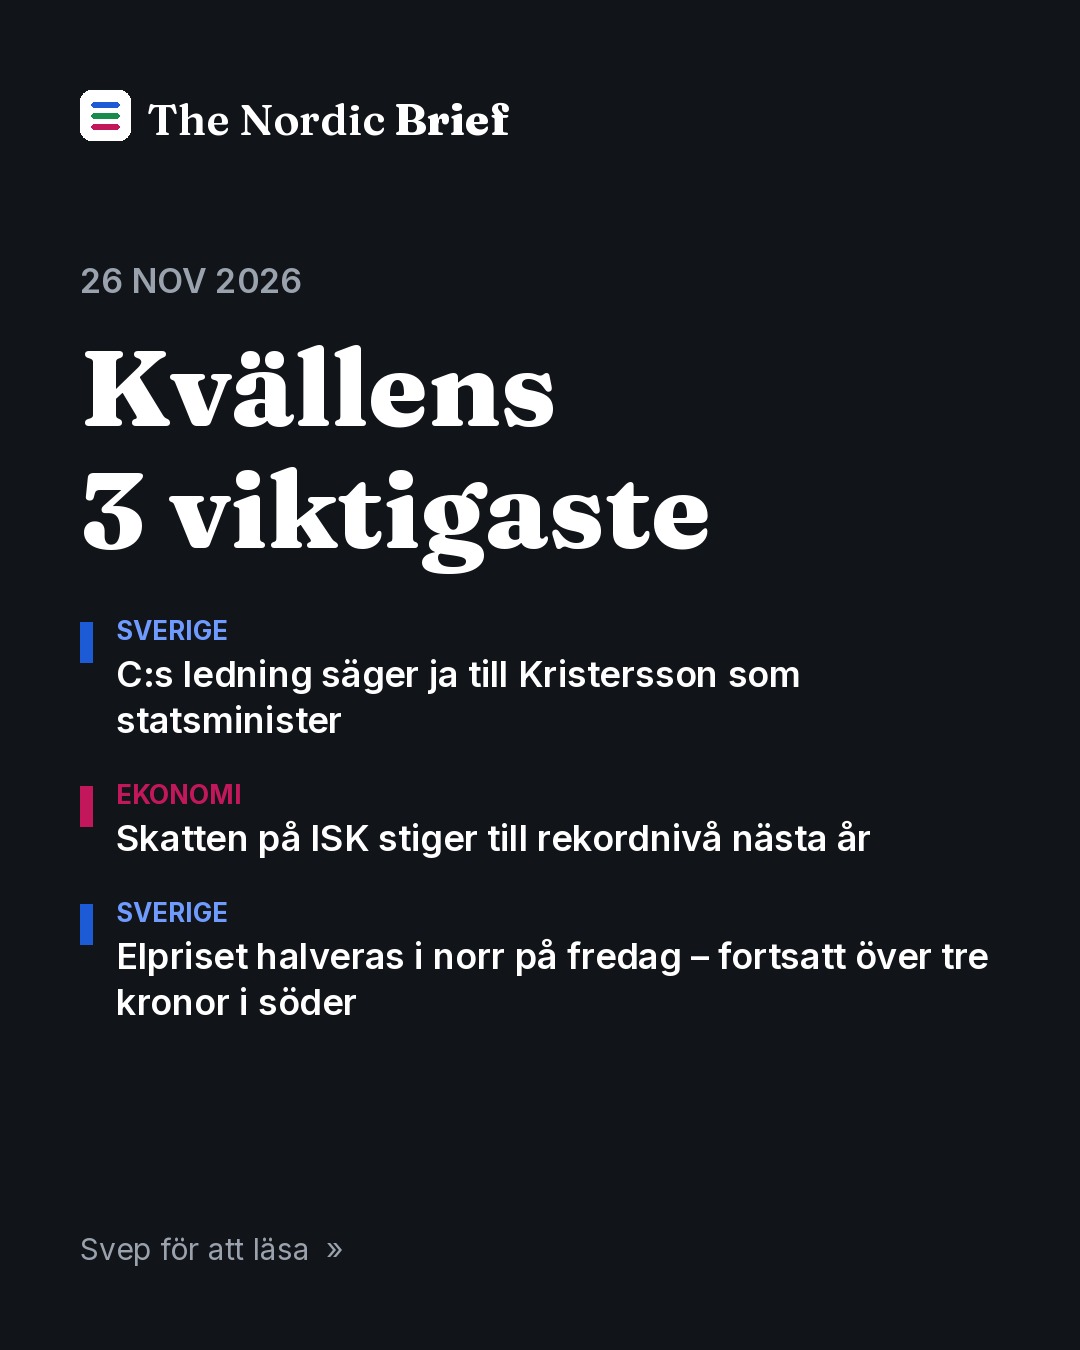 The Nordic Brief
26 NOV 2026
Kvällens
3 viktigaste
SVERIGE
C:s ledning säger ja till Kristersson som
statsminister
EKONOMI
Skatten på ISK stiger till rekordnivå nästa år
SVERIGE
Elpriset halveras i norr på fredag – fortsatt över tre
kronor i söder
Svep för att läsa »